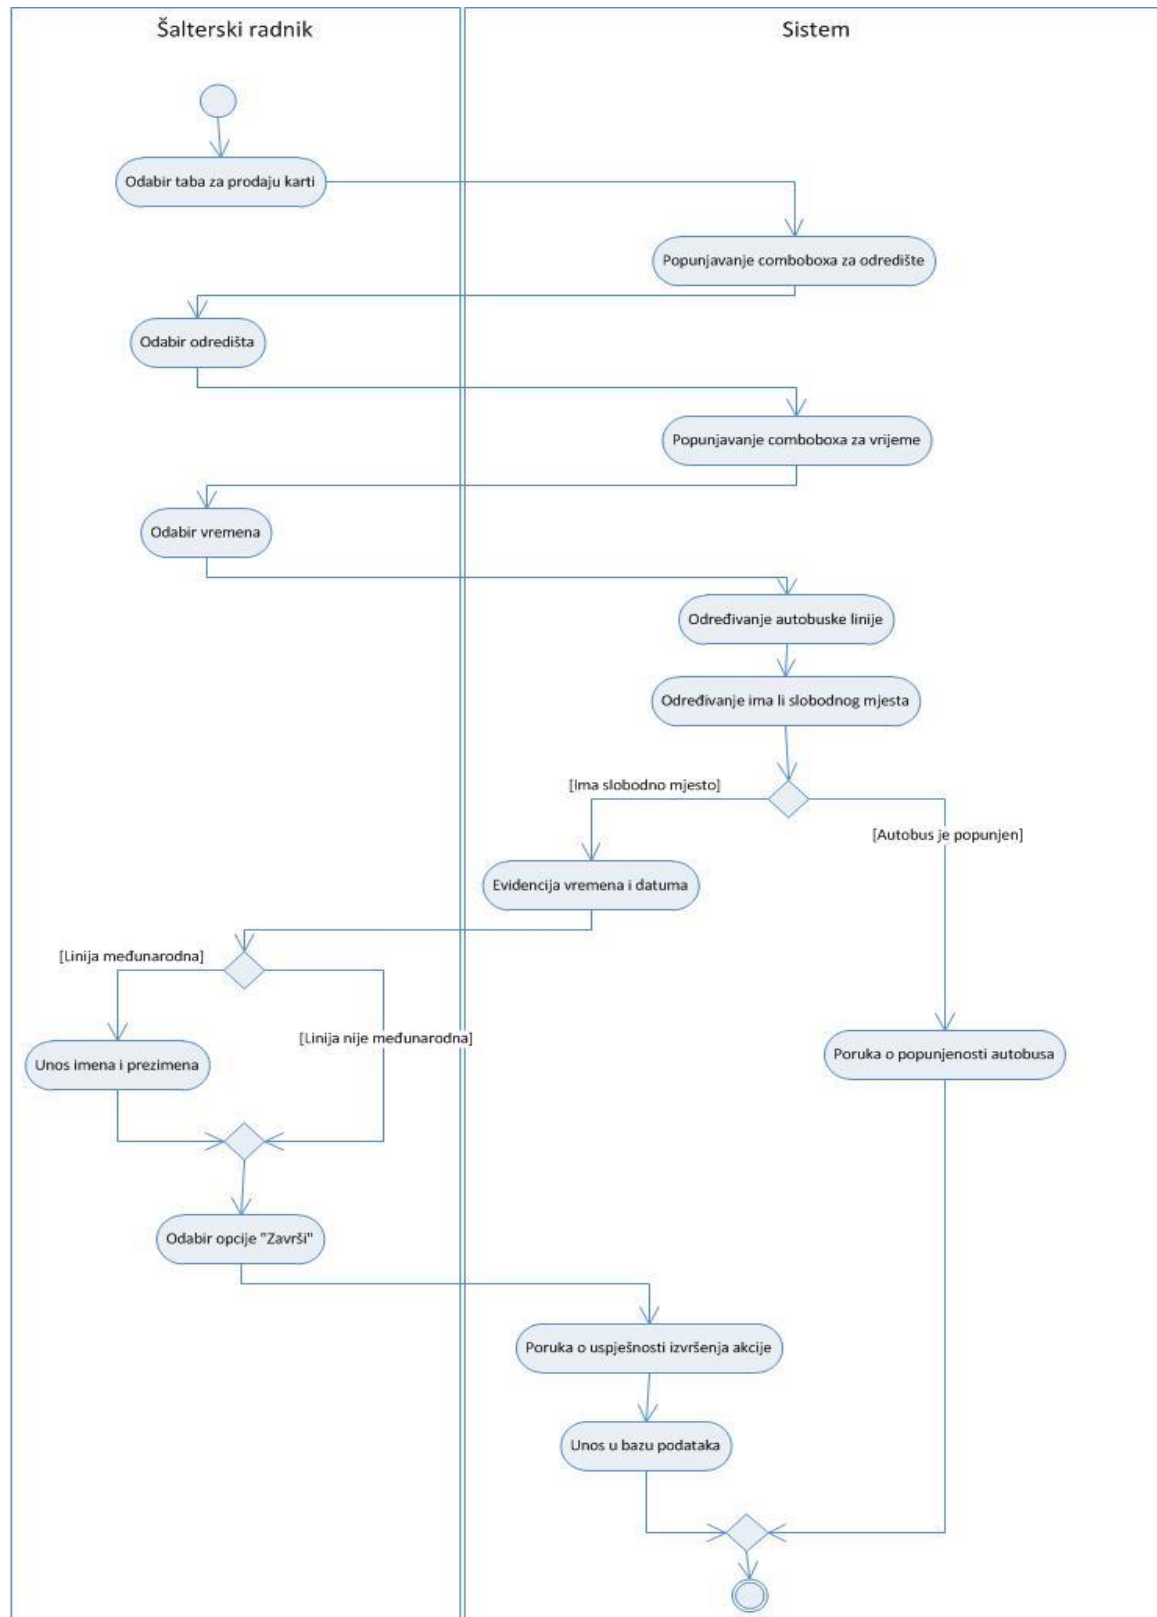 Šalterski radnik
Sistem
Odabir taba za prodaju karti
Popunjavanje comboboxa za odredište
Odabir odredišta
Popunjavanje comboboxa za vrijeme
Odabir vremena
Određivanje autobuske linije
Određivanje ima li slobodnog mjesta
[Ima slobodno mjesto]
[Autobus je popunjen]
Evidencija vremena i datuma
[Linija međunarodna]
[Linija nije međunarodna]
Unos imena i prezimena
Poruka o popunjenosti autobusa
Odabir opcije "Završi"
Poruka o uspješnosti izvršenja akcije
Unos u bazu podataka